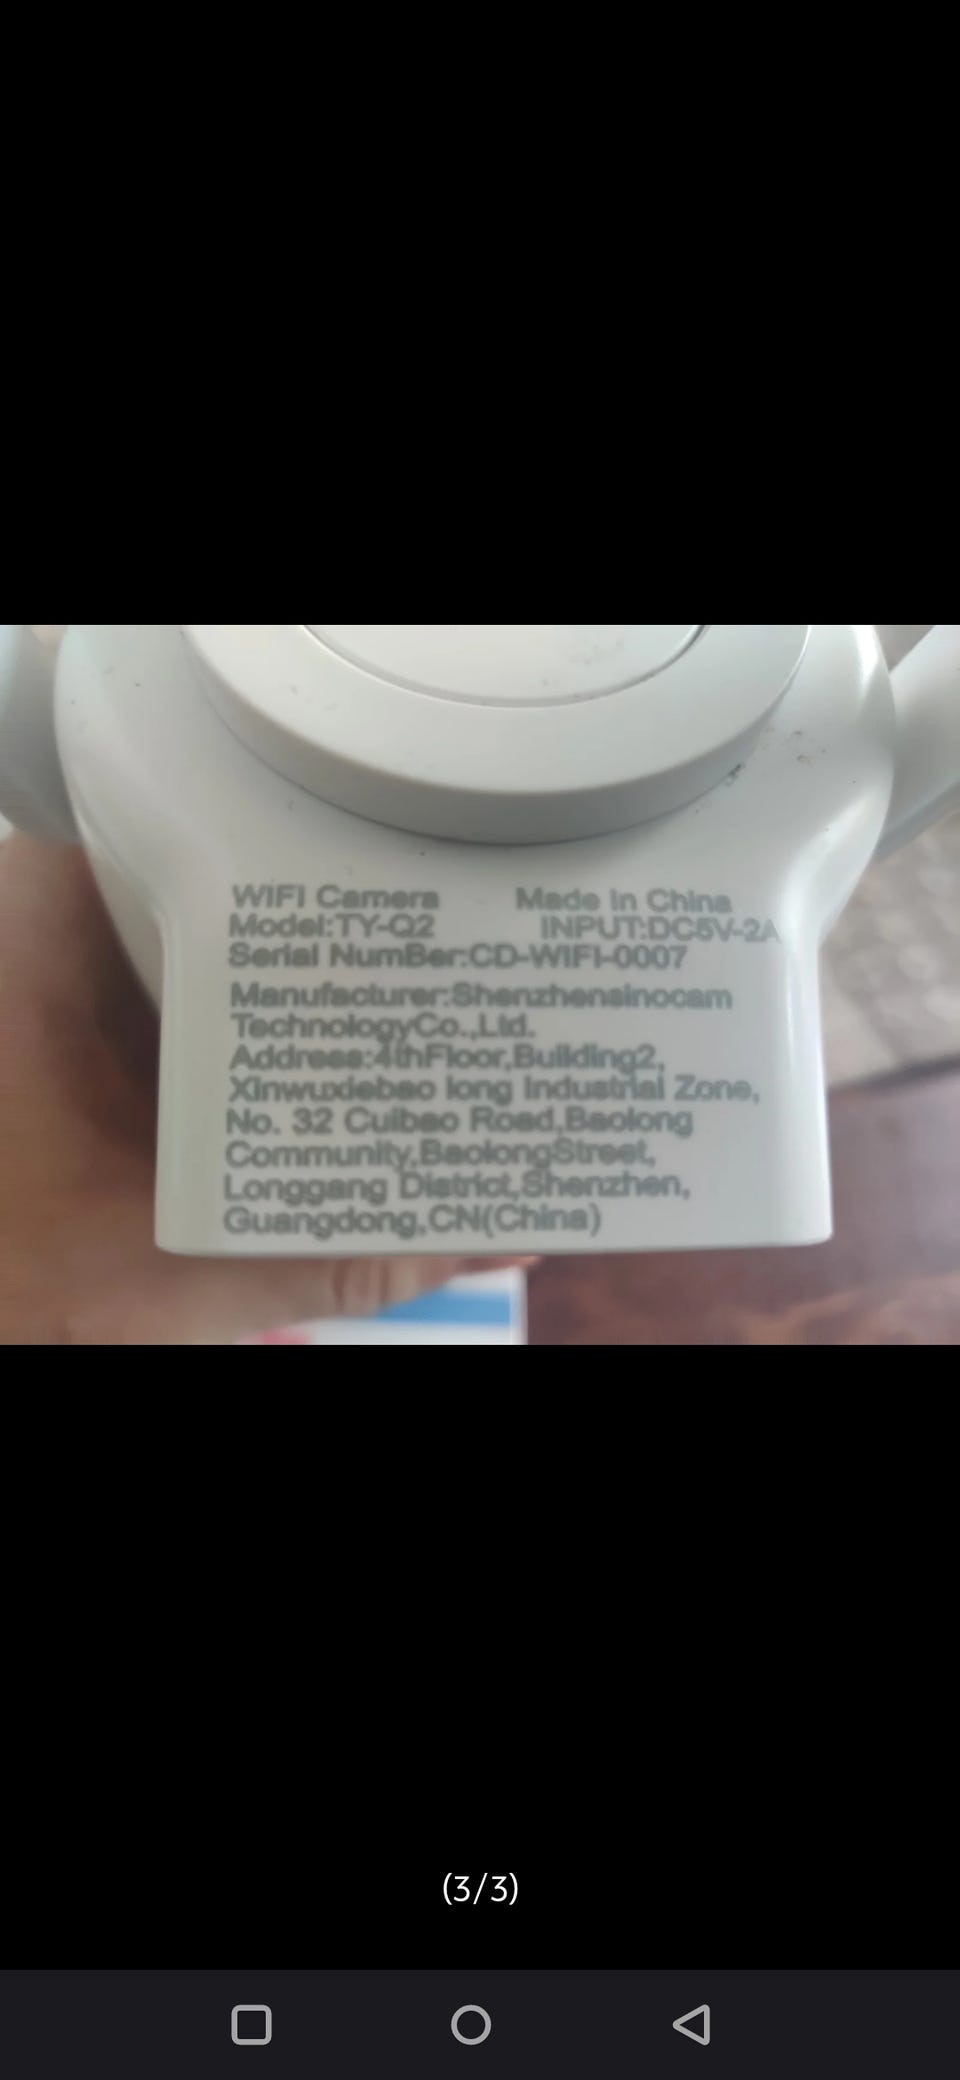 WIFI Camera Made In China
Model:TY-Q2 INPUT:DC5V-2A
Serial NumBer:CD-WIFI-0007
Manufacturer:Shenzhensinocam
TechnologyCo.,Ltd.
Address:4thFloor,Building2,
Xinwuxiebao long Industrial Zone,
No. 32 Cuibao Road,Baolong
Community,BaolongStreet,
Longgang District,Shenzhen,
Guangdong,CN(China)
(3/3)